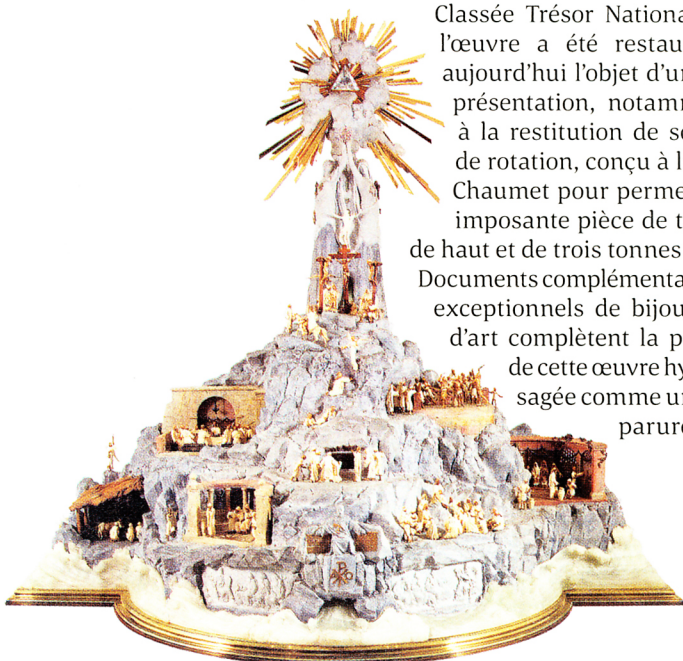 Classée Trésor Nationa
l'œuvre a été restau
aujourd'hui l'objet d'un
présentation, notam
à la restitution de s
de rotation, conçu à l
Chaumet pour perme
imposante pièce de t
de haut et de trois tonnes
Documents complémenta
exceptionnels de bijou
d'art complètent la p
de cette œuvre hy
sagée comme u
parur